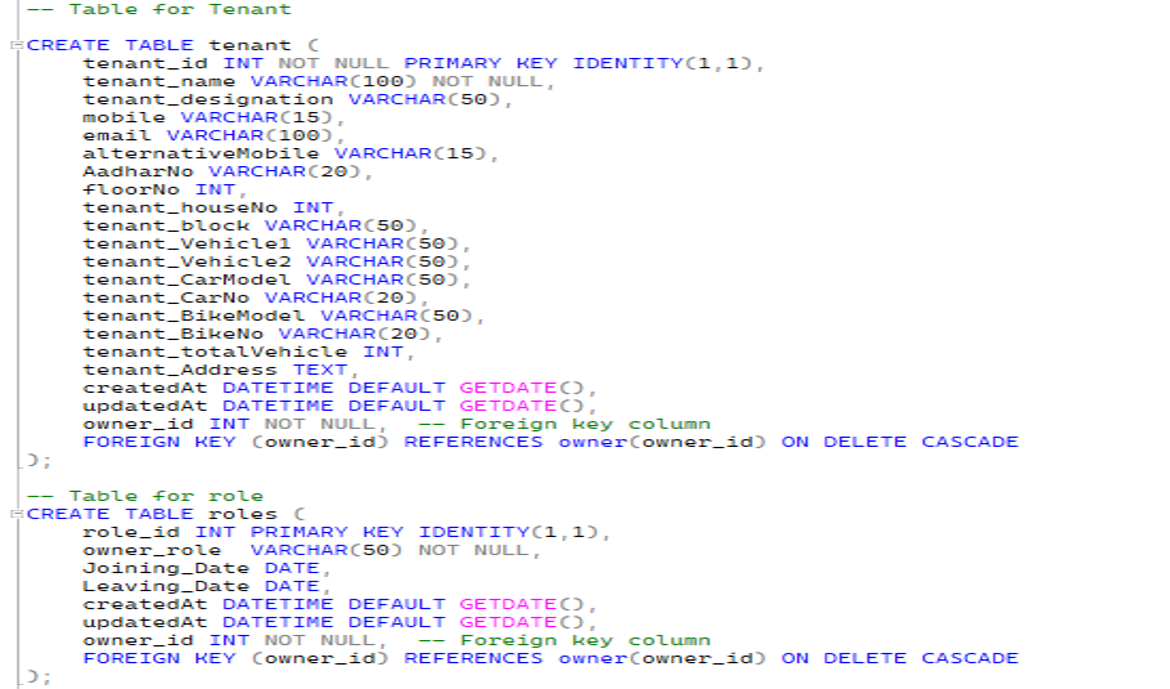 -- Table for Tenant
CREATE TABLE tenant (
tenant_id INT NOT NULL PRIMARY KEY IDENTITY(1,1),
tenant_name VARCHAR(100) NOT NULL,
tenant_designation VARCHAR(50),
mobile VARCHAR(15),
email VARCHAR(100),
alternativeMobile VARCHAR(15),
AadharNo VARCHAR(20),
floorNo INT,
tenant_houseNo INT,
tenant_block VARCHAR(50),
tenant_Vehicle1 VARCHAR(50),
tenant_Vehicle2 VARCHAR(50),
tenant_CarModel VARCHAR(50),
tenant_CarNo VARCHAR(20),
tenant_BikeModel VARCHAR(50),
tenant_BikeNo VARCHAR(20),
tenant_totalVehicle INT,
tenant_Address TEXT,
createdAt DATETIME DEFAULT GETDATE(),
updatedAt DATETIME DEFAULT GETDATE(),
owner_id INT NOT NULL,  -- Foreign key column
FOREIGN KEY (owner_id) REFERENCES owner(owner_id) ON DELETE CASCADE
);
-- Table for role
CREATE TABLE roles (
role_id INT PRIMARY KEY IDENTITY(1,1),
owner_role  VARCHAR(50) NOT NULL,
Joining_Date DATE,
Leaving_Date DATE,
createdAt DATETIME DEFAULT GETDATE(),
updatedAt DATETIME DEFAULT GETDATE(),
owner_id INT NOT NULL,  -- Foreign key column
FOREIGN KEY (owner_id) REFERENCES owner(owner_id) ON DELETE CASCADE
);